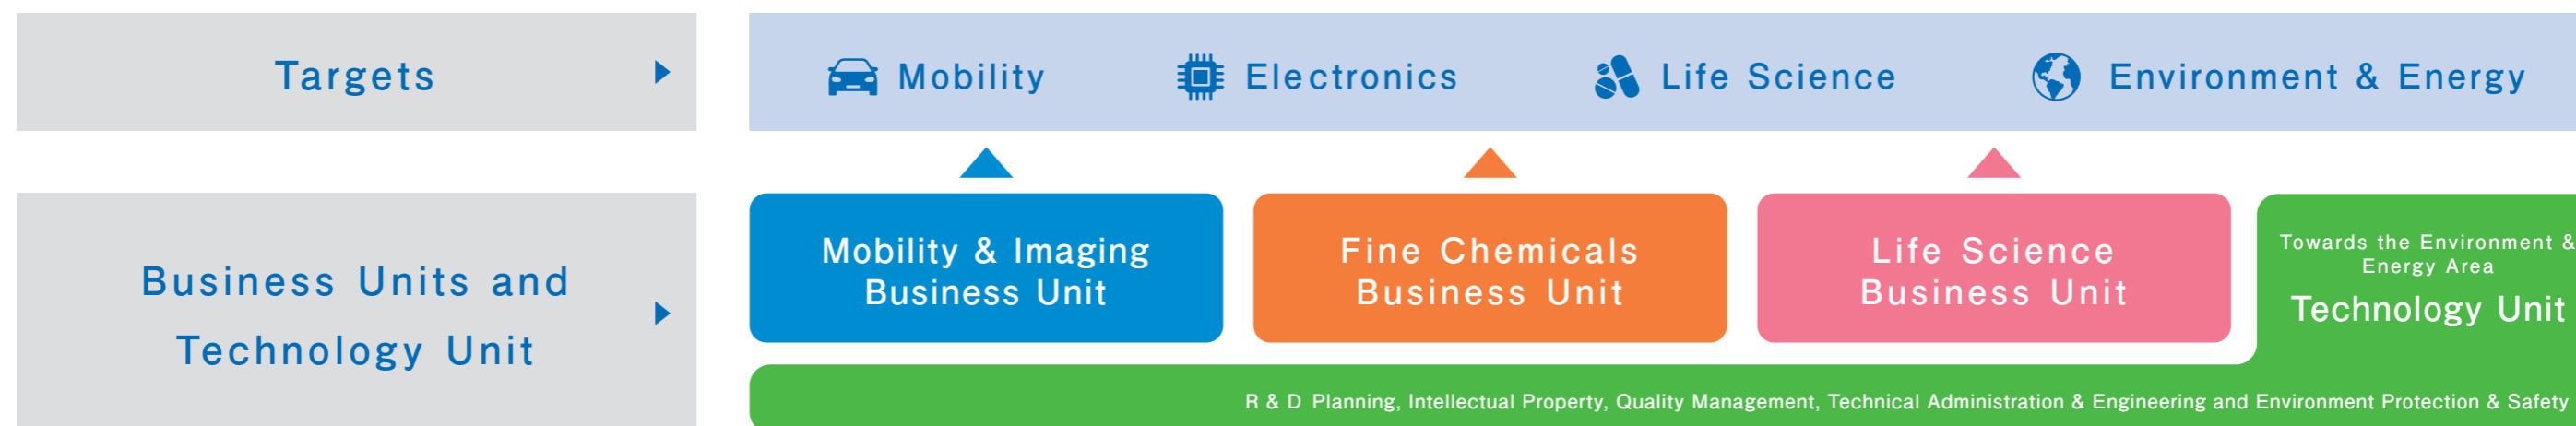 Targets
Mobility
Electronics
Life Science
Environment & Energy
Business Units and
Technology Unit
Mobility & Imaging
Business Unit
Fine Chemicals
Business Unit
Life Science
Business Unit
Towards the Environment &
Energy Area
Technology Unit
R & D Planning, Intellectual Property, Quality Management, Technical Administration & Engineering and Environment Protection & Safety